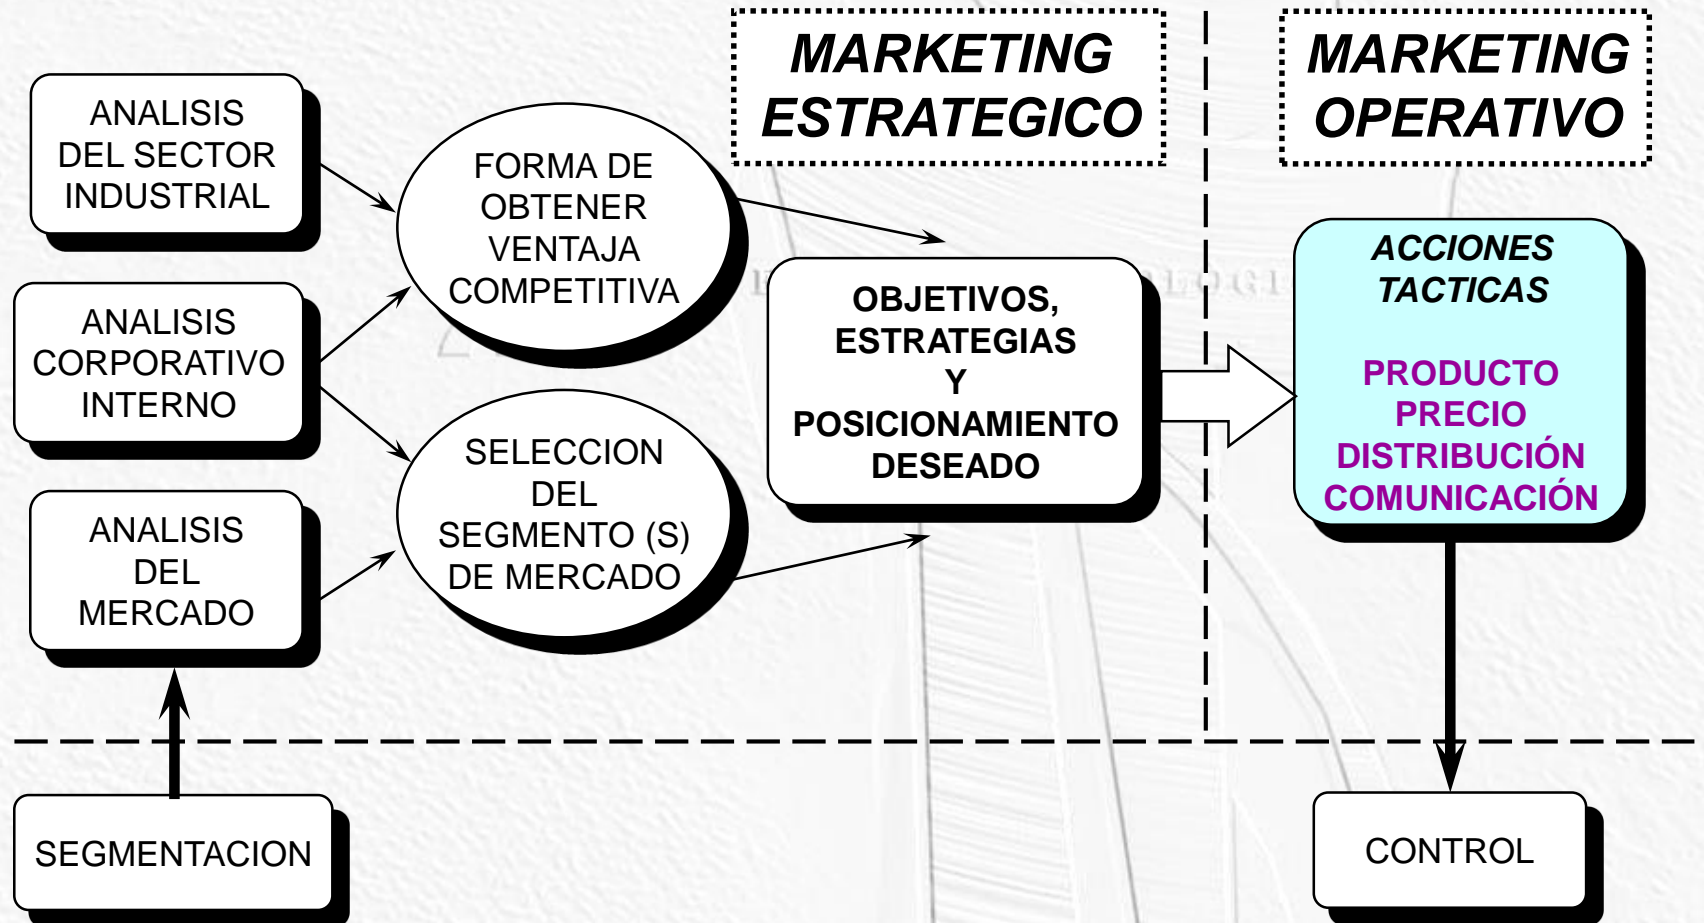 MARKETING
ESTRATEGICO
MARKETING
OPERATIVO
ANALISIS
DEL SECTOR
INDUSTRIAL
FORMA DE
OBTENER
VENTAJA
COMPETITIVA
ANALISIS
CORPORATIVO
INTERNO
OBJETIVOS,
ESTRATEGIAS
Y
POSICIONAMIENTO
DESEADO
ACCIONES
TACTICAS
PRODUCTO
PRECIO
DISTRIBUCIÓN
COMUNICACIÓN
SELECCION
DEL
SEGMENTO (S)
DE MERCADO
ANALISIS
DEL
MERCADO
SEGMENTACION
CONTROL